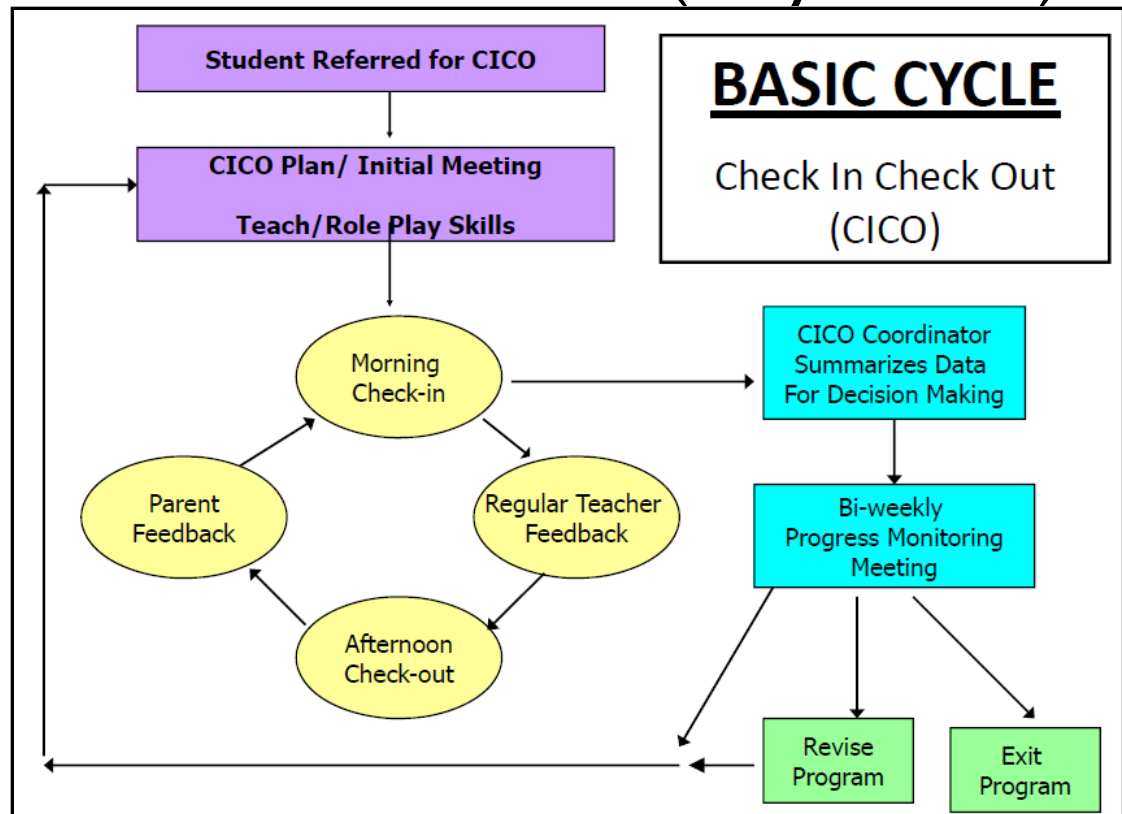 Student Referred for CICO
BASIC CYCLE
Check In Check Out
(CICO)
CICO Plan/ Initial Meeting
Teach/Role Play Skills
Morning
Check-in
CICO Coordinator
Summarizes Data
For Decision Making
Parent
Feedback
Regular Teacher
Feedback
Bi-weekly
Progress Monitoring
Meeting
Afternoon
Check-out
Revise
Program
Exit
Program